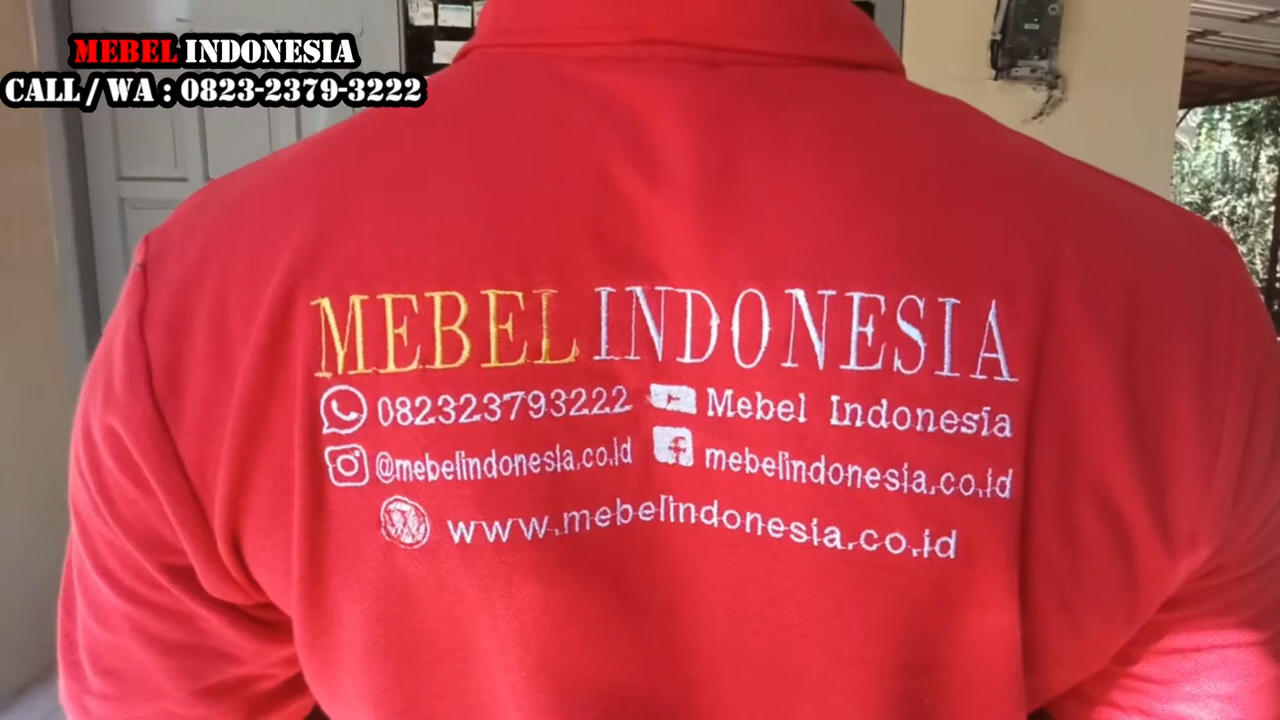 MEBEL INDONESIA
CALL / WA : 0823-2379-3222
MEBEL INDONESIA
082323793222 Mebel Indonesia
@mebelindonesia.co.id mebelindonesia.co.id
www.mebelindonesia.co.id